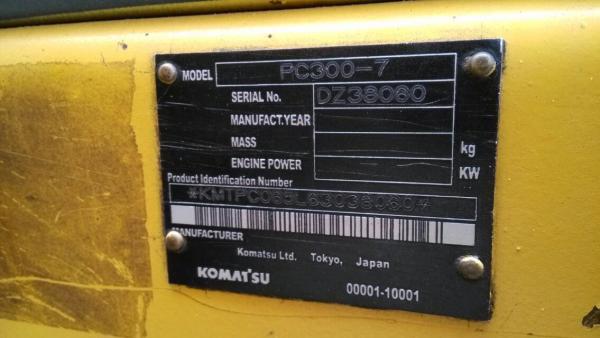 MODEL PC300-7
SERIAL No. DZ38060
MANUFACT.YEAR
MASS kg
ENGINE POWER KW
Product Identification Number
*KMTPC085L63038060*
MANUFACTURER
Komatsu Ltd. Tokyo, Japan
KOMATSU 00001-10001